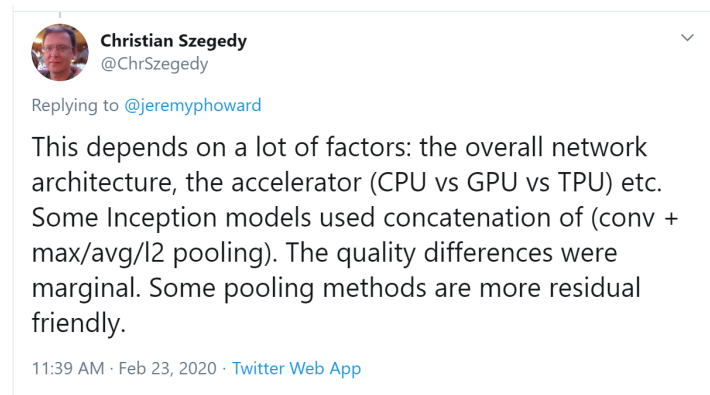 Christian Szegedy
@ChrSzegedy
Replying to @jeremyphoward
This depends on a lot of factors: the overall network
architecture, the accelerator (CPU vs GPU vs TPU) etc.
Some Inception models used concatenation of (conv +
max/avg/l2 pooling). The quality differences were
marginal. Some pooling methods are more residual
friendly.
11:39 AM · Feb 23, 2020 · Twitter Web App